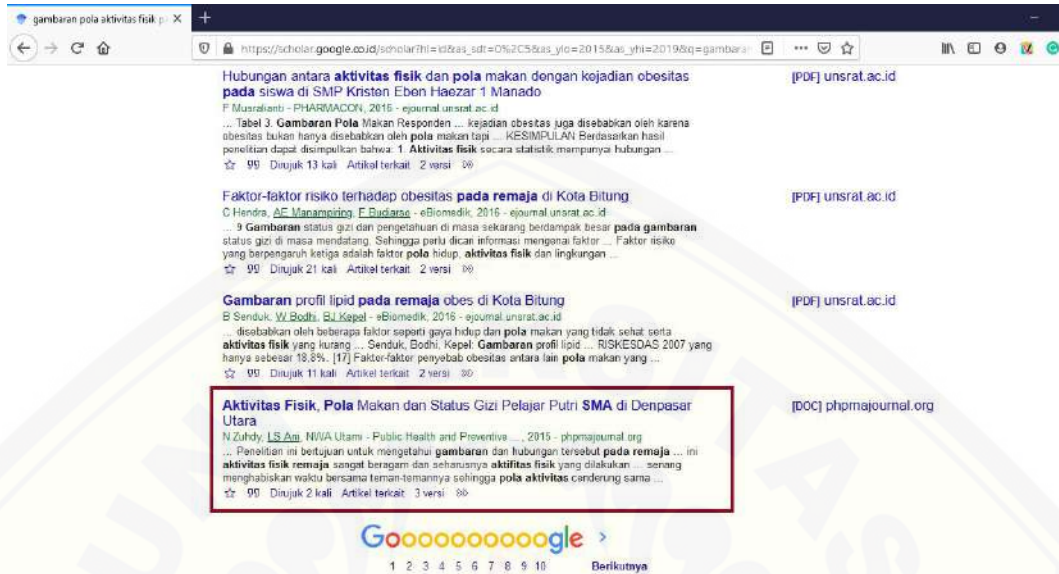 gambaran pola aktivitas fisik p
https://scholar.google.co.id/scholar?hl=id&as_sdt=0%2C5&as_ylo=2015&as_yhi=2019&q=gambara
Hubungan antara aktivitas fisik dan pola makan dengan kejadian obesitas [PDF] unsrat.ac.id
pada siswa di SMP Kristen Eben Haezar 1 Manado
F Musralianti - PHARMACON, 2016 - ejournal.unsrat.ac.id
... Tabel 3. Gambaran Pola Makan Responden ... kejadian obesitas juga disebabkan oleh karena
obesitas bukan hanya disebabkan oleh pola makan tapi ... KESIMPULAN Berdasarkan hasil
penelitian dapat disimpulkan bahwa: 1. Aktivitas fisik secara statistik mempunyai hubungan ...
Dirujuk 13 kali Artikel terkait 2 versi
Faktor-faktor risiko terhadap obesitas pada remaja di Kota Bitung [PDF] unsrat.ac.id
C Hendra, AE Manampiring, F Budiarso - eBiomedik, 2016 - ejournal.unsrat.ac.id
... 9 Gambaran status gizi dan pengetahuan di masa sekarang berdampak besar pada gambaran
status gizi di masa mendatang. Sehingga perlu dicari informasi mengenai faktor ... Faktor risiko
yang berpengaruh ketiga adalah faktor pola hidup, aktivitas fisik dan lingkungan ...
Dirujuk 21 kali Artikel terkait 2 versi
Gambaran profil lipid pada remaja obes di Kota Bitung [PDF] unsrat.ac.id
B Senduk, W Bodhi, BJ Kepel - eBiomedik, 2016 - ejournal.unsrat.ac.id
... disebabkan oleh beberapa faktor seperti gaya hidup dan pola makan yang tidak sehat serta
aktivitas fisik yang kurang ... Senduk, Bodhi, Kepel: Gambaran profil lipid ... RISKESDAS 2007 yang
hanya sebesar 18,8%. [17] Faktor-faktor penyebab obesitas antara lain pola makan yang ...
Dirujuk 11 kali Artikel terkait 2 versi
Aktivitas Fisik, Pola Makan dan Status Gizi Pelajar Putri SMA di Denpasar [DOC] phpmajournal.org
Utara
N Zuhdy, LS Ani, NWA Utami - Public Health and Preventive ..., 2015 - phpmajournal.org
... Penelitian ini bertujuan untuk mengetahui gambaran dan hubungan tersebut pada remaja ... ini
aktivitas fisik remaja sangat beragam dan seharusnya aktifitas fisik yang dilakukan ... senang
menghabiskan waktu bersama teman-temannya sehingga pola aktivitas cenderung sama ...
Dirujuk 2 kali Artikel terkait 3 versi
Gooooooooooogle
1 2 3 4 5 6 7 8 9 10 Berikutnya